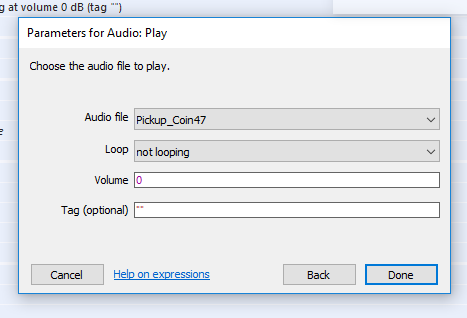 g at volume 0 dB (tag "")
Parameters for Audio: Play
Choose the audio file to play.
Audio file Pickup_Coin47
Loop not looping
Volume 0
Tag (optional) ""
e
Cancel Help on expressions Back Done